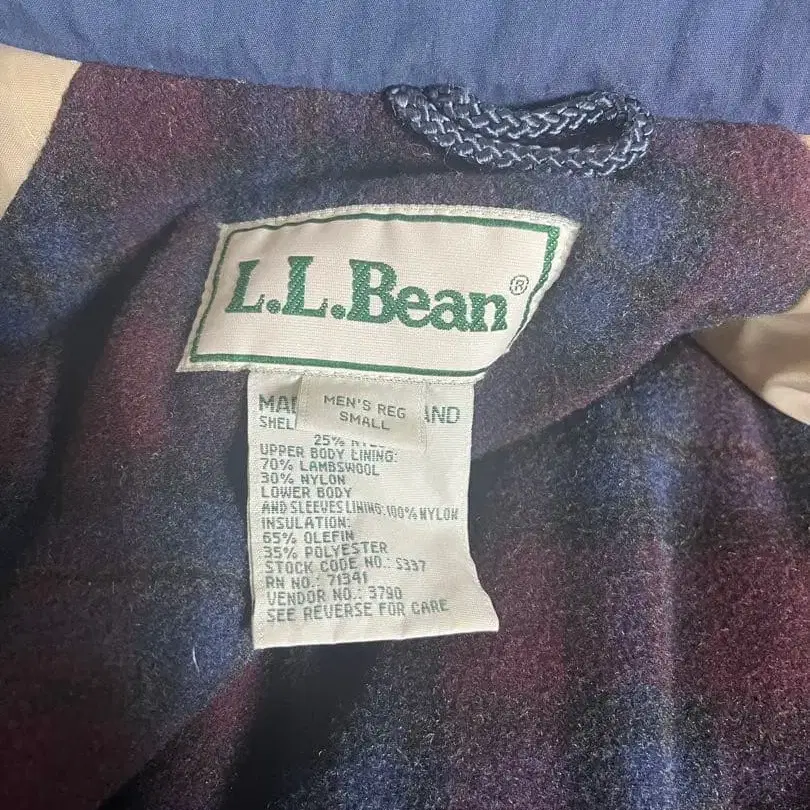 L.L.Bean®
MEN'S REG
SMALL
MA AND
SHEL
25%
UPPER BODY LINING:
70% LAMBSWOOL
30% NYLON
LOWER BODY
AND SLEEVES LINING: 100% NYLON
INSULATION:
65% OLEFIN
35% POLYESTER
STOCK CODE NO.: S337
RN NO.: 71341
VENDOR NO.: 3790
SEE REVERSE FOR CARE